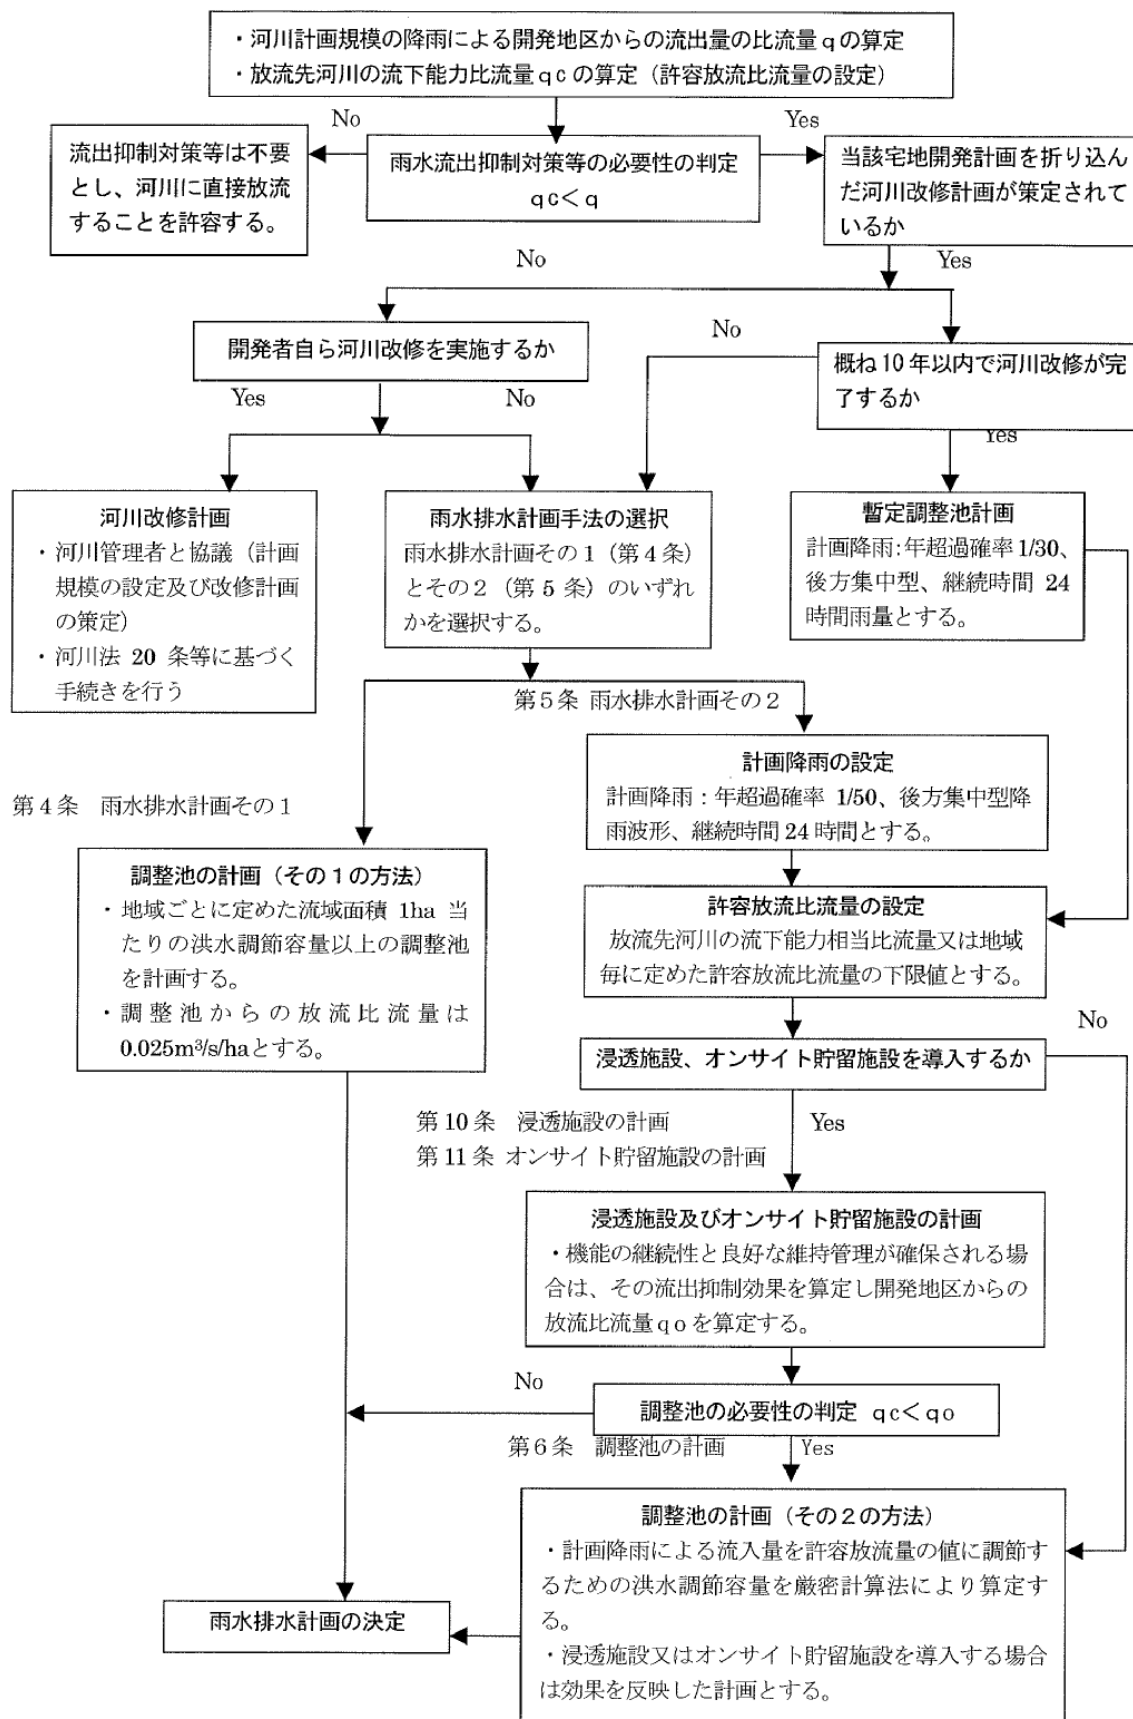 ・河川計画規模の降雨による開発地区からの流出量の比流量ｑの算定
・放流先河川の流下能力比流量ｑｃの算定（許容放流比流量の設定）
No
Yes
流出抑制対策等は不要
とし、河川に直接放流
することを許容する。
雨水流出抑制対策等の必要性の判定
ｑｃ＜ｑ
当該宅地開発計画を折り込ん
だ河川改修計画が策定されて
いるか
No
Yes
開発者自ら河川改修を実施するか
No
概ね 10 年以内で河川改修が完
了するか
Yes
No
Yes
河川改修計画
・河川管理者と協議（計画
規模の設定及び改修計画
の策定）
・河川法 20 条等に基づく
手続きを行う
雨水排水計画手法の選択
雨水排水計画その１（第４条）
とその２（第５条）のいずれ
かを選択する。
暫定調整池計画
計画降雨：年超過確率 1/30、
後方集中型、継続時間 24
時間雨量とする。
第５条 雨水排水計画その２
計画降雨の設定
計画降雨：年超過確率 1/50、後方集中型降
雨波形、継続時間 24 時間とする。
第４条　雨水排水計画その１
調整池の計画（その１の方法）
・地域ごとに定めた流域面積 1ha 当
たりの洪水調節容量以上の調整池
を計画する。
・調整池からの放流比流量は
0.025m³/s/haとする。
許容放流比流量の設定
放流先河川の流下能力相当比流量又は地域
毎に定めた許容放流比流量の下限値とする。
No
浸透施設、オンサイト貯留施設を導入するか
第 10 条　浸透施設の計画
Yes
第 11 条 オンサイト貯留施設の計画
浸透施設及びオンサイト貯留施設の計画
・機能の継続性と良好な維持管理が確保される場
合は、その流出抑制効果を算定し開発地区からの
放流比流量ｑｏを算定する。
No
調整池の必要性の判定 ｑｃ＜ｑｏ
第６条　調整池の計画
Yes
調整池の計画（その２の方法）
・計画降雨による流入量を許容放流量の値に調節す
るための洪水調節容量を厳密計算法により算定す
る。
・浸透施設又はオンサイト貯留施設を導入する場合
は効果を反映した計画とする。
雨水排水計画の決定